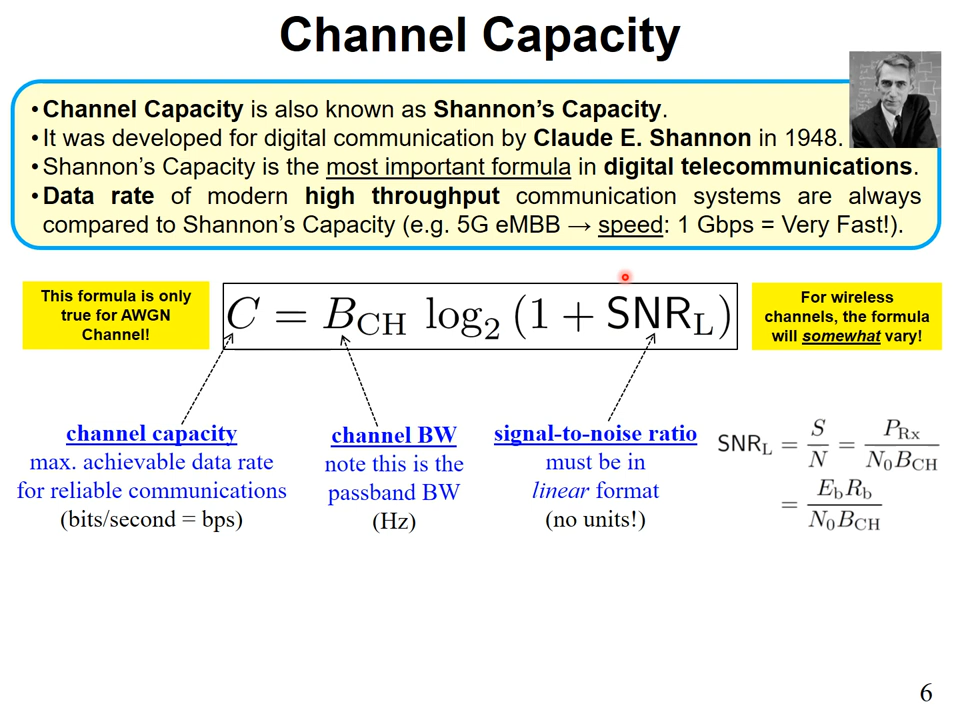 Channel Capacity
• Channel Capacity is also known as Shannon's Capacity.
• It was developed for digital communication by Claude E. Shannon in 1948.
• Shannon's Capacity is the most important formula in digital telecommunications.
• Data rate of modern high throughput communication systems are always
compared to Shannon's Capacity (e.g. 5G eMBB → speed: 1 Gbps = Very Fast!).
This formula is only
true for AWGN
Channel!
C = B_CH log_2 (1 + SNR_L)
For wireless
channels, the formula
will somewhat vary!
channel capacity
max. achievable data rate
for reliable communications
(bits/second = bps)
channel BW
note this is the
passband BW
(Hz)
signal-to-noise ratio
must be in
linear format
(no units!)
SNR_L = S/N = P_Rx/(N_0 B_CH)
= E_b R_b/(N_0 B_CH)
6